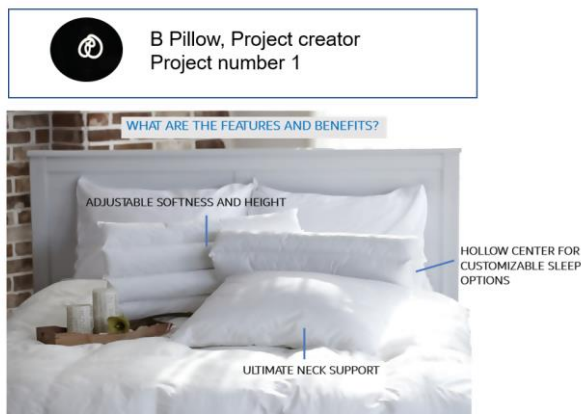 B Pillow, Project creator
Project number 1
WHAT ARE THE FEATURES AND BENEFITS?
ADJUSTABLE SOFTNESS AND HEIGHT
HOLLOW CENTER FOR
CUSTOMIZABLE SLEEP
OPTIONS
ULTIMATE NECK SUPPORT